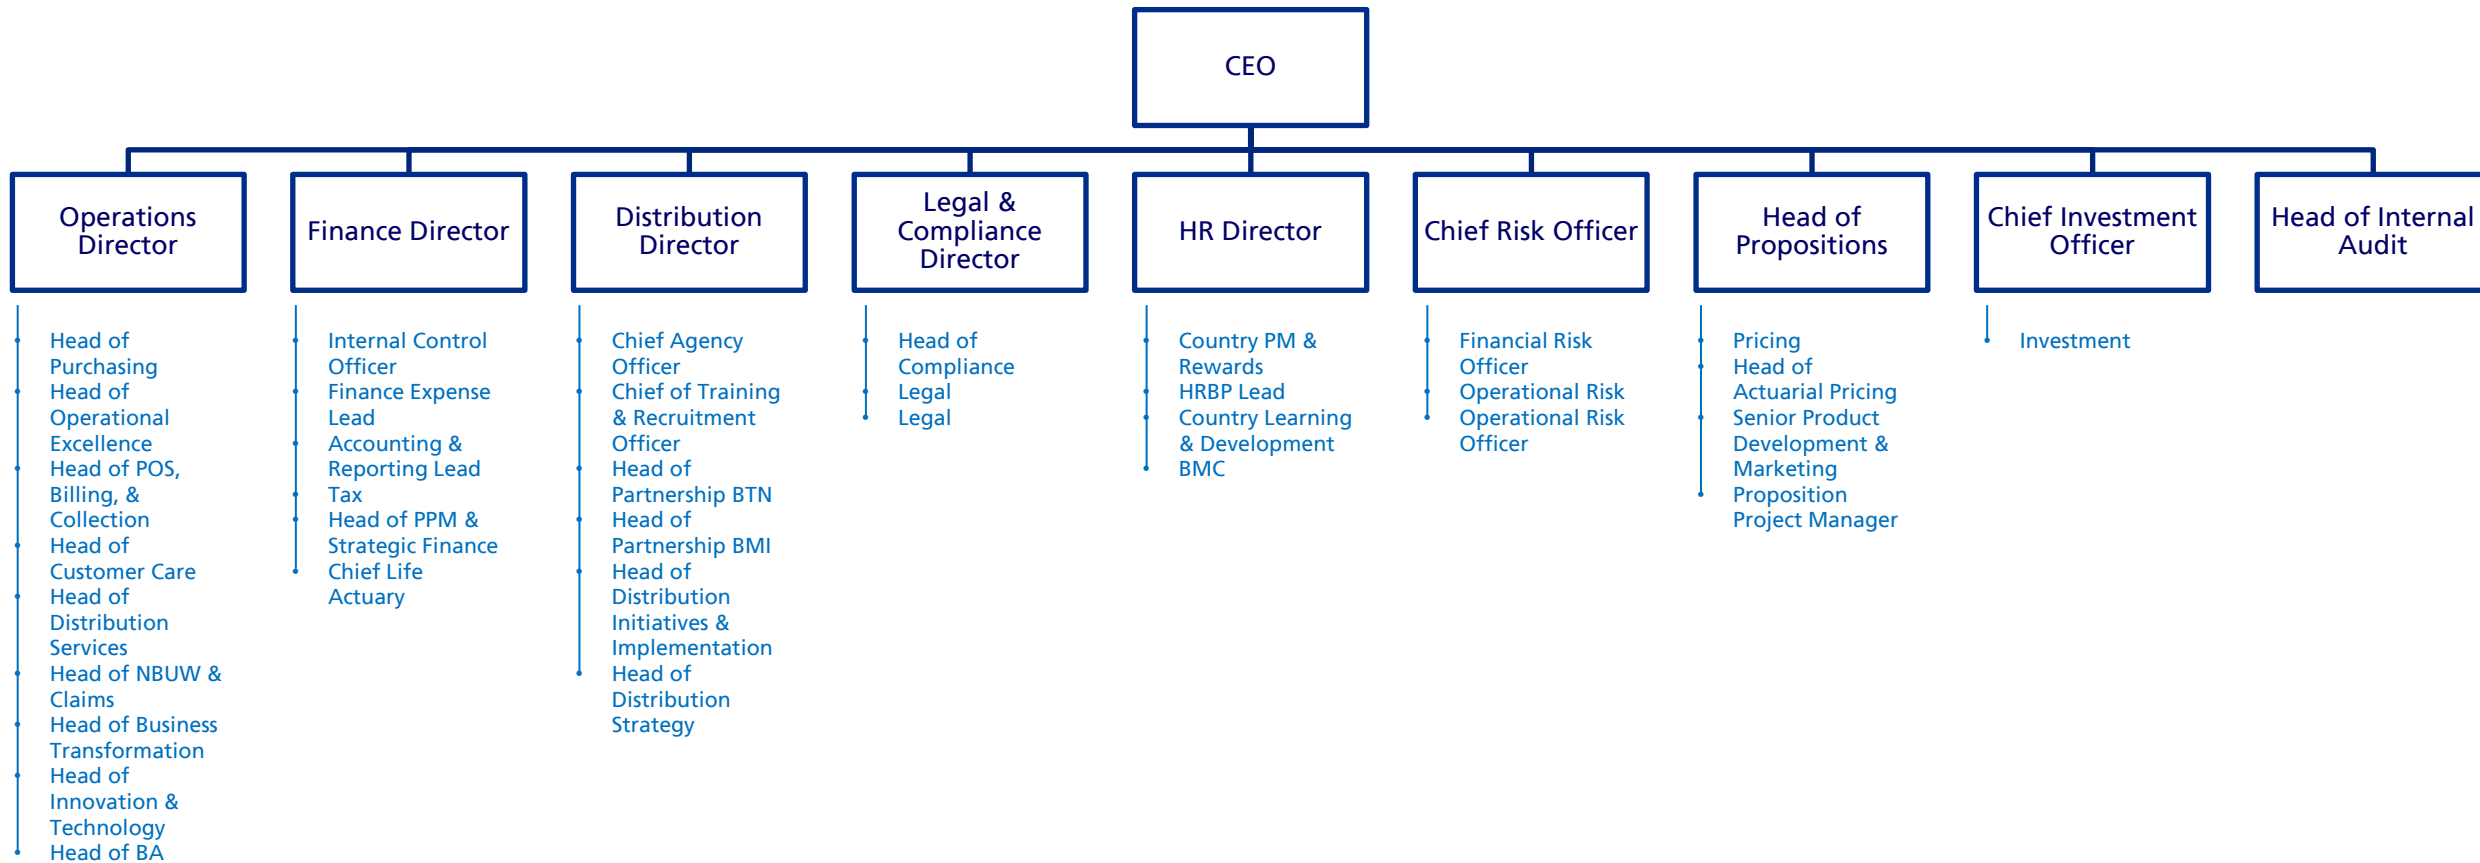 CEO
Operations
Director
Finance Director
Distribution
Director
Legal &
Compliance
Director
HR Director
Chief Risk Officer
Head of
Propositions
Chief Investment
Officer
Head of Internal
Audit
Head of
Purchasing
Head of
Operational
Excellence
Head of POS,
Billing, &
Collection
Head of
Customer Care
Head of
Distribution
Services
Head of NBUW &
Claims
Head of Business
Transformation
Head of
Innovation &
Technology
Head of BA
Internal Control
Officer
Finance Expense
Lead
Accounting &
Reporting Lead
Tax
Head of PPM &
Strategic Finance
Chief Life
Actuary
Chief Agency
Officer
Chief of Training
& Recruitment
Officer
Head of
Partnership BTN
Head of
Partnership BMI
Head of
Distribution
Initiatives &
Implementation
Head of
Distribution
Strategy
Head of
Compliance
Legal
Legal
Country PM &
Rewards
HRBP Lead
Country Learning
& Development
BMC
Financial Risk
Officer
Operational Risk
Operational Risk
Officer
Pricing
Head of
Actuarial Pricing
Senior Product
Development &
Marketing
Proposition
Project Manager
Investment